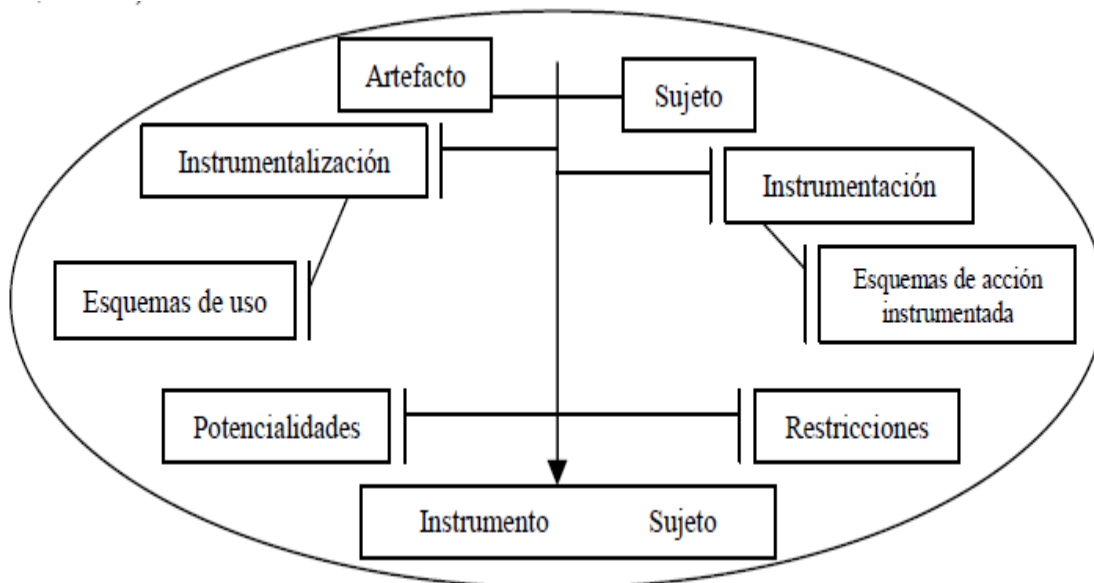 Artefacto
Sujeto
Instrumentalización
Instrumentación
Esquemas de uso
Esquemas de acción
instrumentada
Potencialidades
Restricciones
Instrumento Sujeto